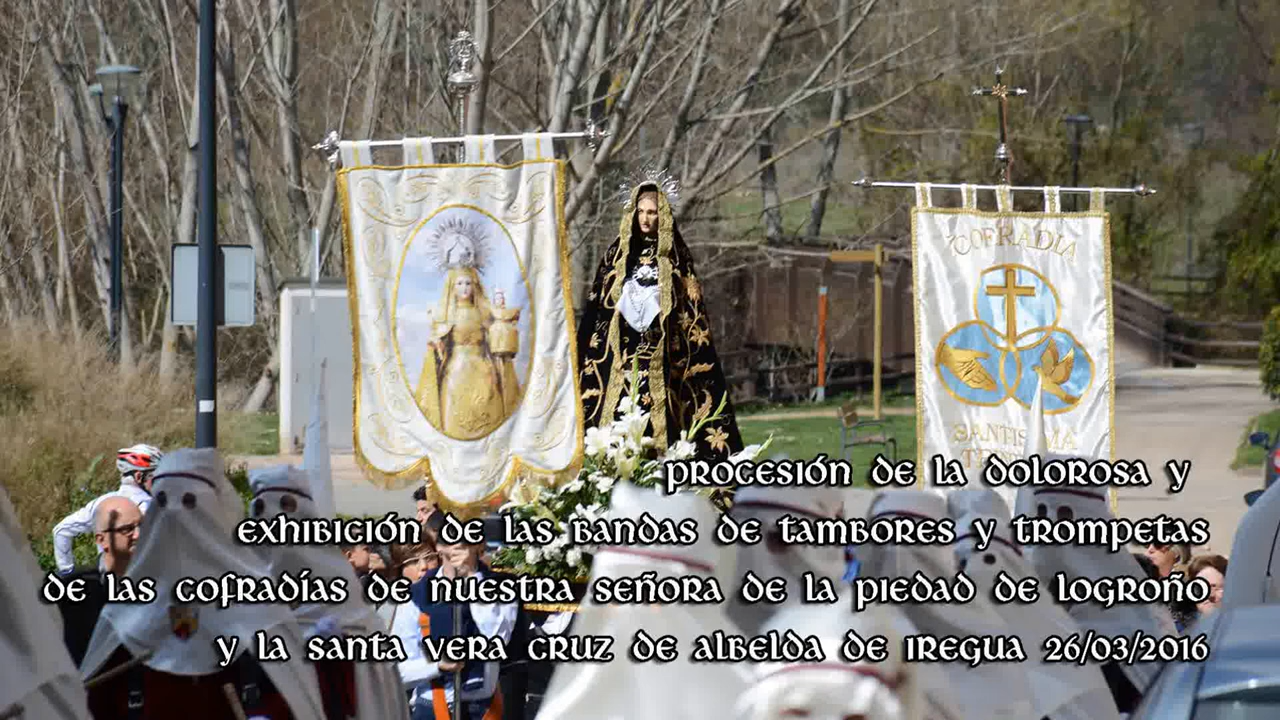 COFRADIA
SANTISIMA
PROCESIÓN DE LA DOLOROSA Y
EXHIBICIÓN DE LAS BANDAS DE TAMBORES Y TROMPETAS
DE LAS COFRADÍAS DE NUESTRA SEÑORA DE LA PIEDAD DE LOGROÑO
Y LA SANTA VERA CRUZ DE ALBELDA DE IREGUA 26/03/2016